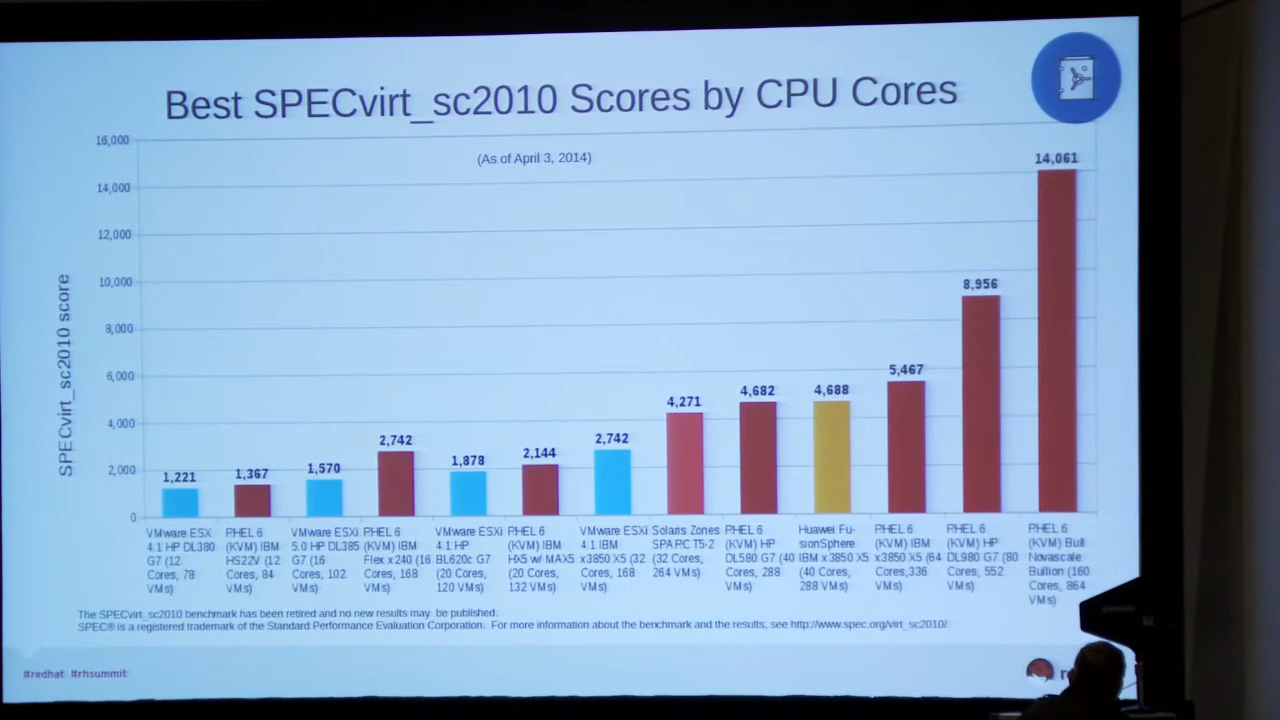 Best SPECvirt_sc2010 Scores by CPU Cores
(As of April 3, 2014)
SPECvirt_sc2010 score
16,000
14,000
12,000
10,000
8,000
6,000
4,000
2,000
0
1,221
1,367
1,570
2,742
1,878
2,144
2,742
4,271
4,682
4,688
5,467
8,956
14,061
VMware ESX
4.1 HP DL380
G7 (12
Cores, 78
VMs)
RHEL 6
(KVM) IBM
HS22V (12
Cores, 84
VMs)
VMware ESXi
5.0 HP DL385
G7 (16
Cores, 102
VMs)
RHEL 6
(KVM) IBM
Flex x240 (16
Cores, 168
VMs)
VMware ESXi
4.1 HP
BL620c G7
(20 Cores,
120 VMs)
RHEL 6
(KVM) IBM
HX5 w/ MAX5
(20 Cores,
132 VMs)
VMware ESXi
4.1 IBM
x3850 X5 (32
Cores, 168
VMs)
Solaris Zones
SPARC T5-2
(32 Cores,
264 VMs)
RHEL 6
(KVM) HP
DL580 G7 (40
Cores, 288
VMs)
Huawei Fu-
sionSphere
IBM x3850 X5
(40 Cores,
288 VMs)
RHEL 6
(KVM) IBM
x3850 X5 (64
Cores,336
VMs)
RHEL 6
(KVM) HP
DL980 G7 (80
Cores, 552
VMs)
RHEL 6
(KVM) Bull
Novascale
Bullion (160
Cores, 864
VMs)
The SPECvirt_sc2010 benchmark has been retired and no new results may be published.
SPEC® is a registered trademark of the Standard Performance Evaluation Corporation. For more information about the benchmark and the results, see http://www.spec.org/virt_sc2010/.
#redhat #rhsummit